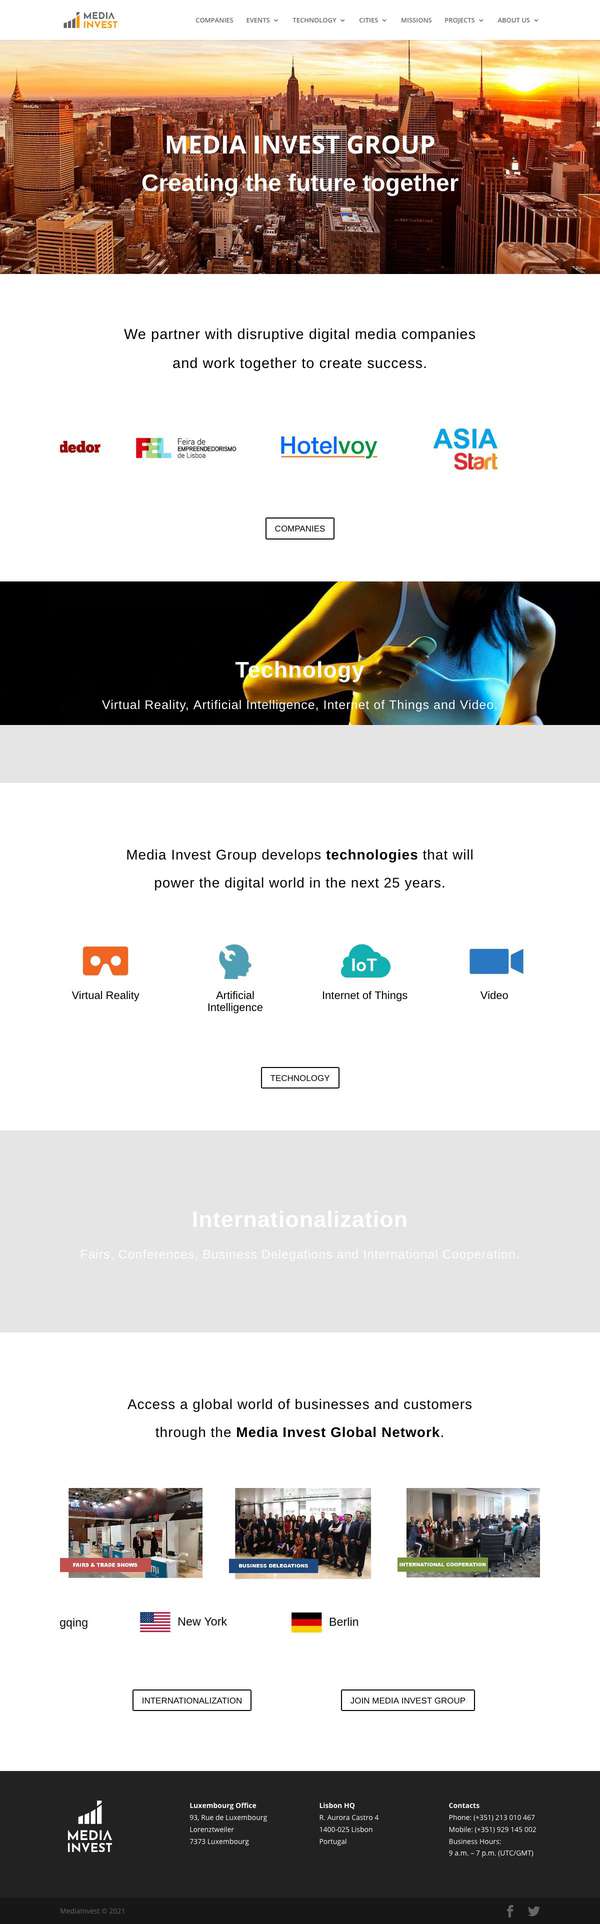 MEDIA
INVEST
COMPANIES EVENTS TECHNOLOGY CITIES MISSIONS PROJECTS ABOUT US
MEDIA INVEST GROUP
Creating the future together
We partner with disruptive digital media companies
and work together to create success.
dedor
FEL
Feira de
EMPREENDEDORISMO
de Lisboa
Hotelvoy
ASIA
Start
COMPANIES
Technology
Virtual Reality, Artificial Intelligence, Internet of Things and Video.
Media Invest Group develops technologies that will
power the digital world in the next 25 years.
IoT
Virtual Reality
Artificial
Intelligence
Internet of Things
Video
TECHNOLOGY
Internationalization
Fairs, Conferences, Business Delegations and International Cooperation.
Access a global world of businesses and customers
through the Media Invest Global Network.
FAIRS & TRADE SHOWS
BUSINESS DELEGATIONS
INTERNATIONAL COOPERATION
gqing
New York
Berlin
INTERNATIONALIZATION
JOIN MEDIA INVEST GROUP
MEDIA
INVEST
Luxembourg Office
93, Rue de Luxembourg
Lorenztweiler
7373 Luxembourg
Lisbon HQ
R. Aurora Castro 4
1400-025 Lisbon
Portugal
Contacts
Phone: (+351) 213 010 467
Mobile: (+351) 929 145 002
Business Hours:
9 a.m. – 7 p.m. (UTC/GMT)
MediaInvest © 2021